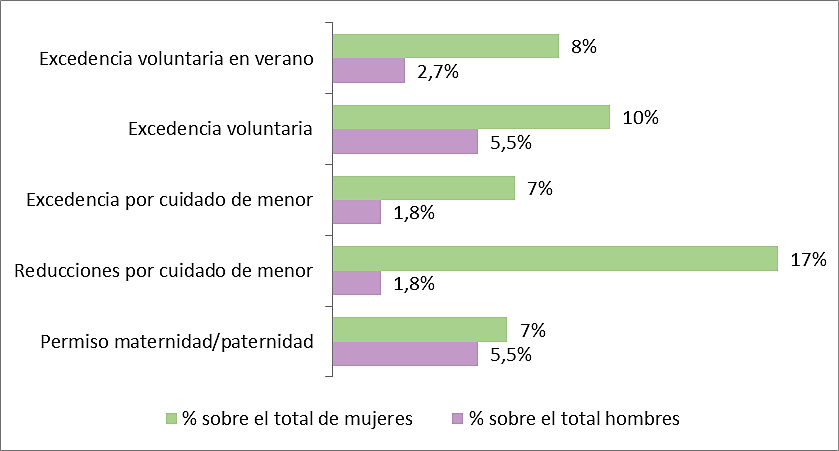 Excedencia voluntaria en verano
8%
2,7%
Excedencia voluntaria
10%
5,5%
Excedencia por cuidado de menor
7%
1,8%
Reducciones por cuidado de menor
17%
1,8%
Permiso maternidad/paternidad
7%
5,5%
% sobre el total de mujeres
% sobre el total hombres